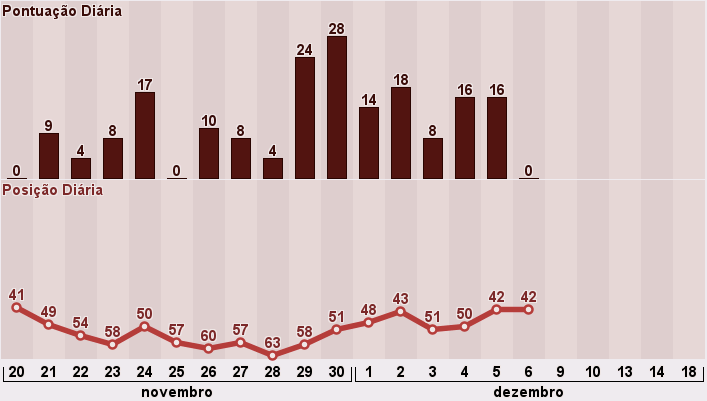 Pontuação Diária
0 9 4 8 17 0 10 8 4 24 28 14 18 8 16 16 0
Posição Diária
41 49 54 58 50 57 60 57 63 58 51 48 43 51 50 42 42
20 21 22 23 24 25 26 27 28 29 30 1 2 3 4 5 6 9 10 13 14 18
novembro dezembro